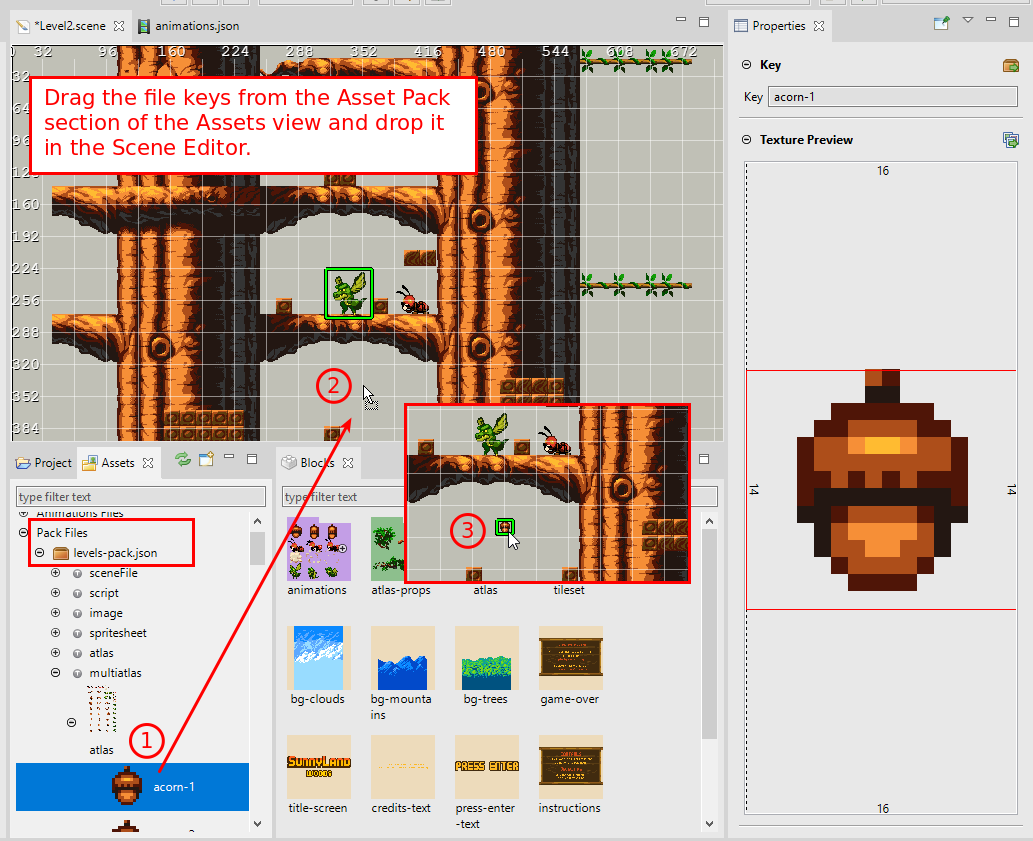 *Level2.scene
animations.json
Properties
32 96 160 224 288 352 416 480 544 608 672
32
64
96
160
192
224
256
288
320
352
384
Drag the file keys from the Asset Pack
section of the Assets view and drop it
in the Scene Editor.
Key
Key acorn-1
Texture Preview
16
14
14
16
2
3
1
Project
Assets
Blocks
type filter text
type filter text
Animations Files
Pack Files
levels-pack.json
sceneFile
script
image
spritesheet
atlas
multiatlas
atlas
acorn-1
animations
atlas-props
atlas
tileset
bg-clouds
bg-mounta
ins
bg-trees
game-over
SUNNYLAND
WOODS
PRESS ENTER
title-screen
credits-text
press-enter
-text
instructions